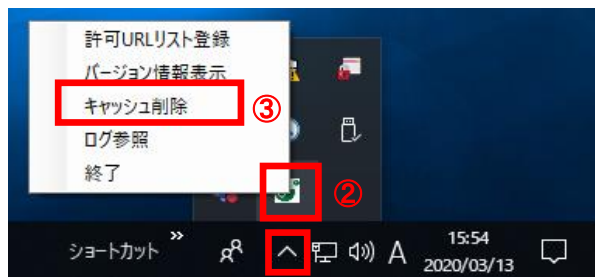 許可URLリスト登録
バージョン情報表示
キャッシュ削除
③
ログ参照
終了
②
ショートカット
»
A
15:54
2020/03/13